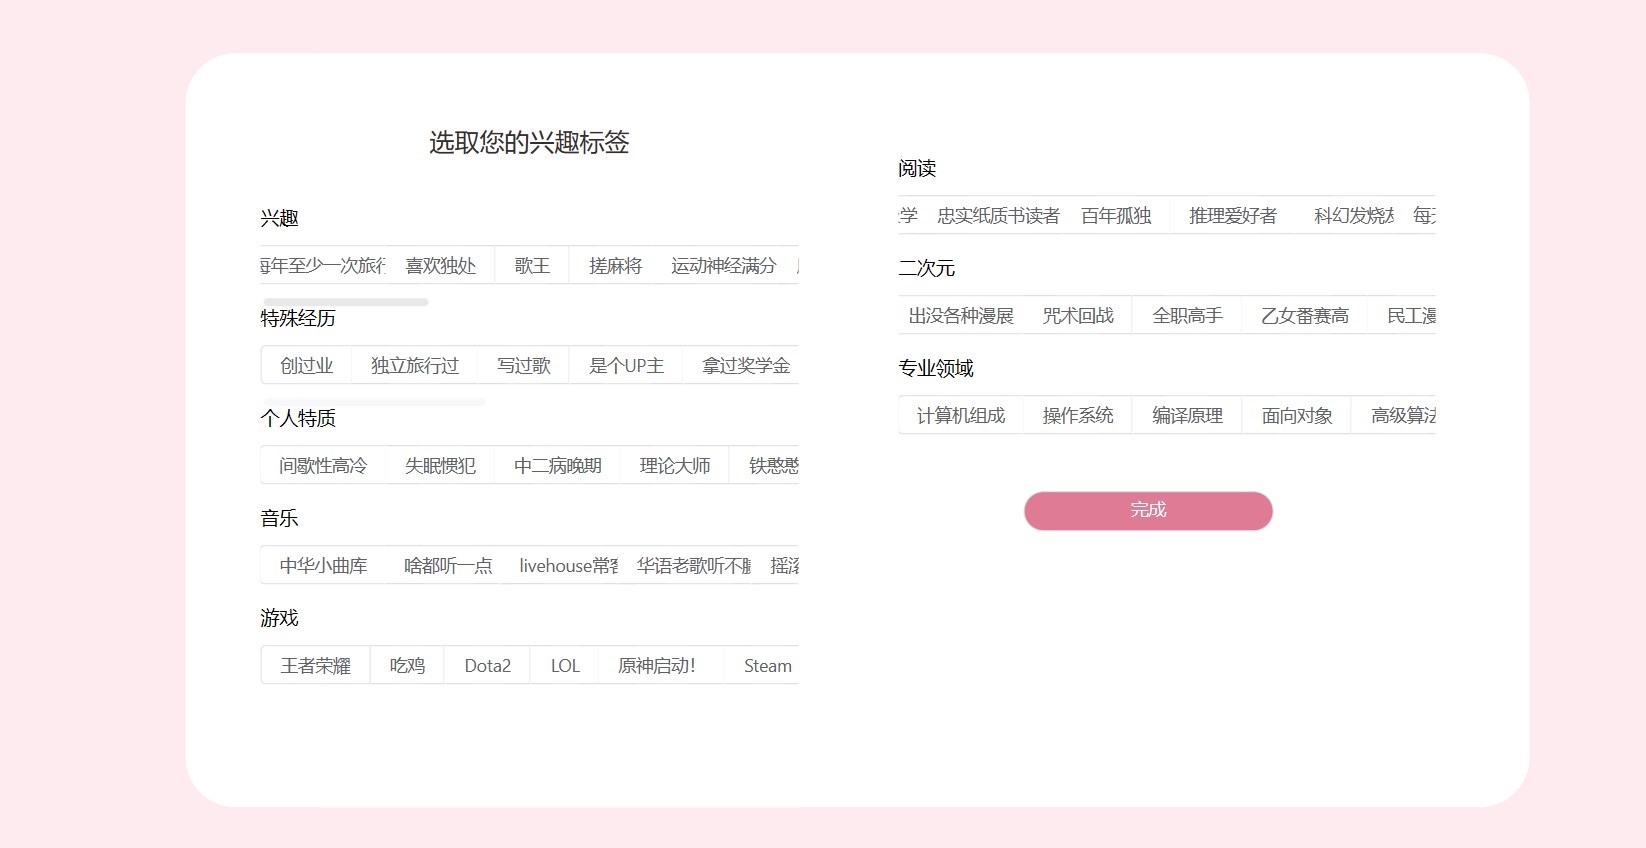 选取您的兴趣标签
兴趣
每年至少一次旅行 喜欢独处 歌王 搓麻将 运动神经满分
特殊经历
创过业 独立旅行过 写过歌 是个UP主 拿过奖学金
个人特质
间歇性高冷 失眠惯犯 中二病晚期 理论大师 铁憨憨
音乐
中华小曲库 啥都听一点 livehouse常客 华语老歌听不腻 摇滚
游戏
王者荣耀 吃鸡 Dota2 LOL 原神启动！ Steam
阅读
学 忠实纸质书读者 百年孤独 推理爱好者 科幻发烧友 每天
二次元
出没各种漫展 咒术回战 全职高手 乙女番赛高 民工漫
专业领域
计算机组成 操作系统 编译原理 面向对象 高级算法
完成